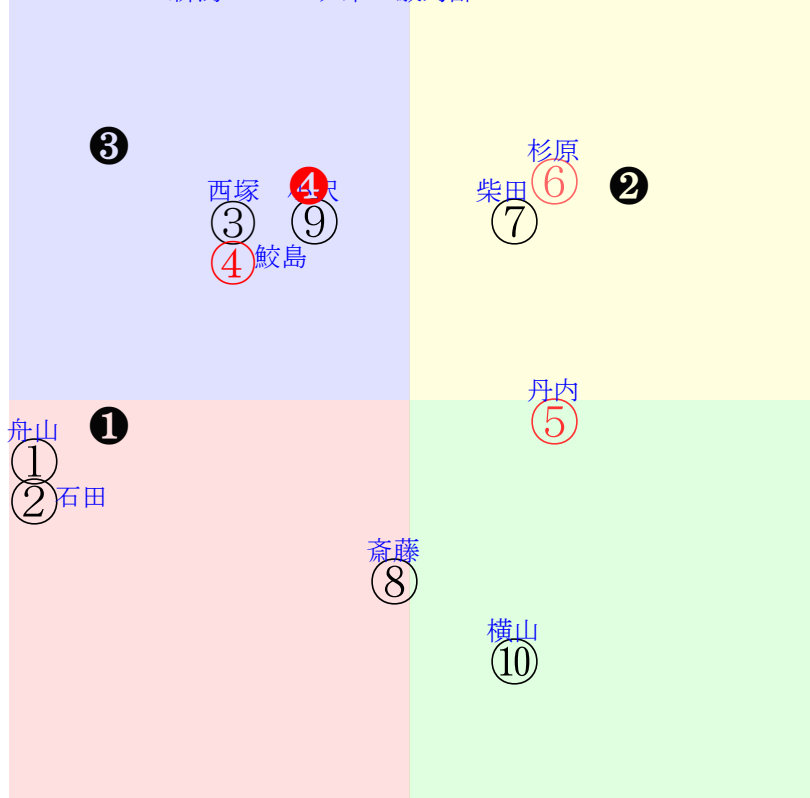 ❸
杉原
⑥
西塚
③
❹
⑨
柴田
⑦
❷
④
鮫島
丹内
⑤
❶
舟山
①
②
石田
斎藤
⑧
横山
⑩